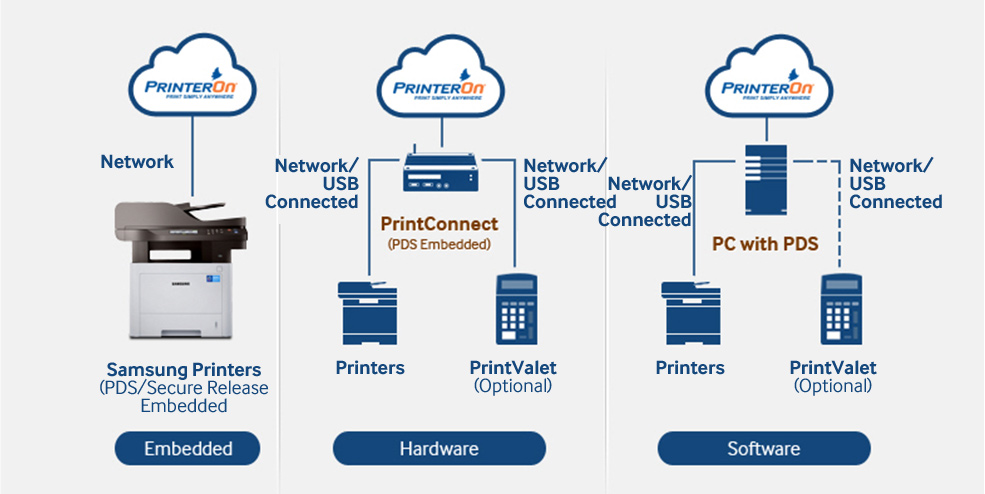 PRINTERON
PRINT SIMPLY ANYWHERE
Network
SAMSUNG
Samsung Printers
(PDS/Secure Release
Embedded
Embedded
PRINTERON
PRINT SIMPLY ANYWHERE
Network/
USB
Connected
Network/
USB
Connected
PrintConnect
(PDS Embedded)
Printers
PrintValet
(Optional)
Hardware
PRINTERON
PRINT SIMPLY ANYWHERE
Network/
USB
Connected
Network/
USB
Connected
PC with PDS
Printers
PrintValet
(Optional)
Software